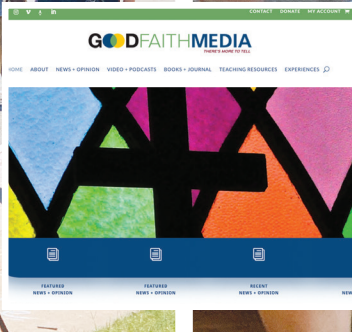 CONTACT DONATE MY ACCOUNT
GOODFAITHMEDIA
THERE'S MORE TO TELL
HOME ABOUT NEWS + OPINION VIDEO + PODCASTS BOOKS + JOURNAL TEACHING RESOURCES EXPERIENCES
FEATURED FEATURED RECENT
NEWS + OPINION NEWS + OPINION NEWS + OPINION NEW